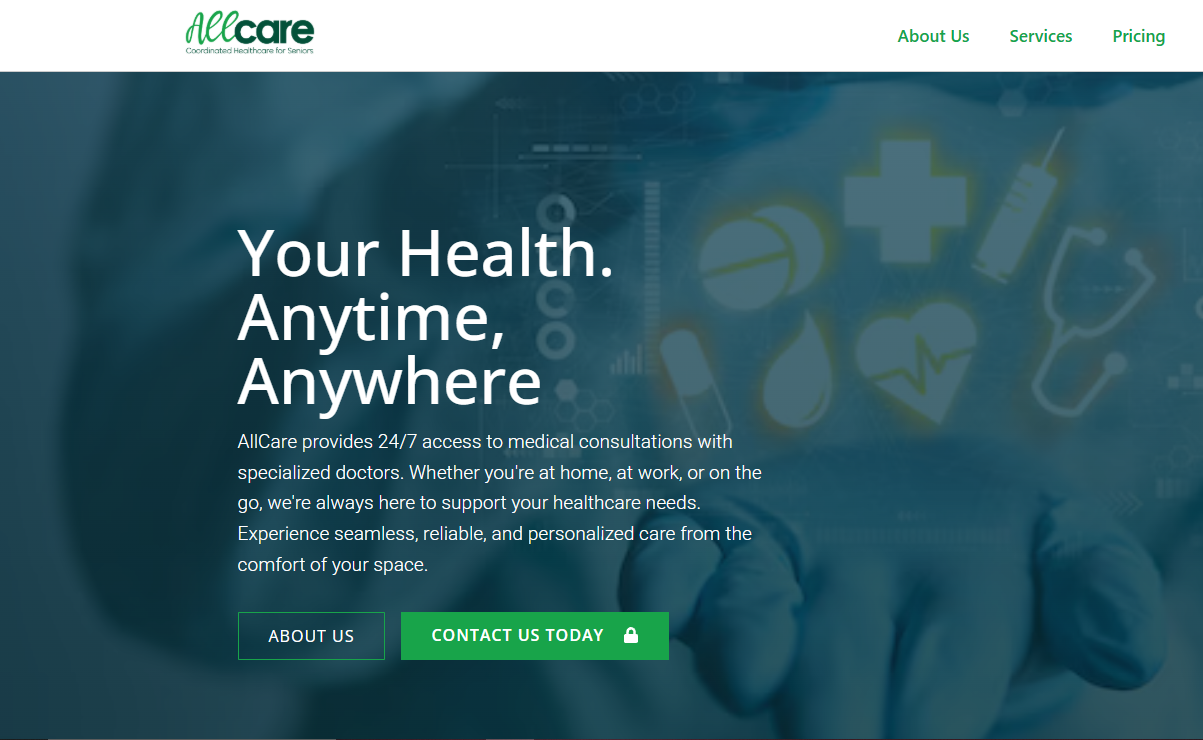 Allcare
Coordinated Healthcare for Seniors
About Us
Services
Pricing
Your Health.
Anytime,
Anywhere
AllCare provides 24/7 access to medical consultations with
specialized doctors. Whether you're at home, at work, or on the
go, we're always here to support your healthcare needs.
Experience seamless, reliable, and personalized care from the
comfort of your space.
ABOUT US
CONTACT US TODAY